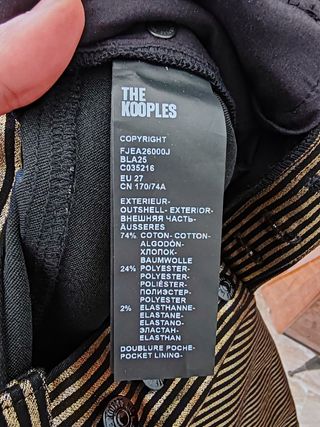 THE
KOOPLES
COPYRIGHT
FJEA26000J
BLA25
C035216
EU 27
CN 170/74A
EXTERIEUR-
OUTSHELL- EXTERIOR-
ВНЕШНЯЯ ЧАСТЬ-
ÄUSSERES
74% COTON- COTTON-
ALGODÓN-
ХЛОПОК-
BAUMWOLLE
24% POLYESTER-
POLYESTER-
POLIÉSTER-
ПОЛИЭСТЕР-
POLYESTER
2% ELASTHANNE-
ELASTANE-
ELASTANO-
ЭЛАСТАН-
ELASTHAN
DOUBLURE POCHE-
POCKET LINING-